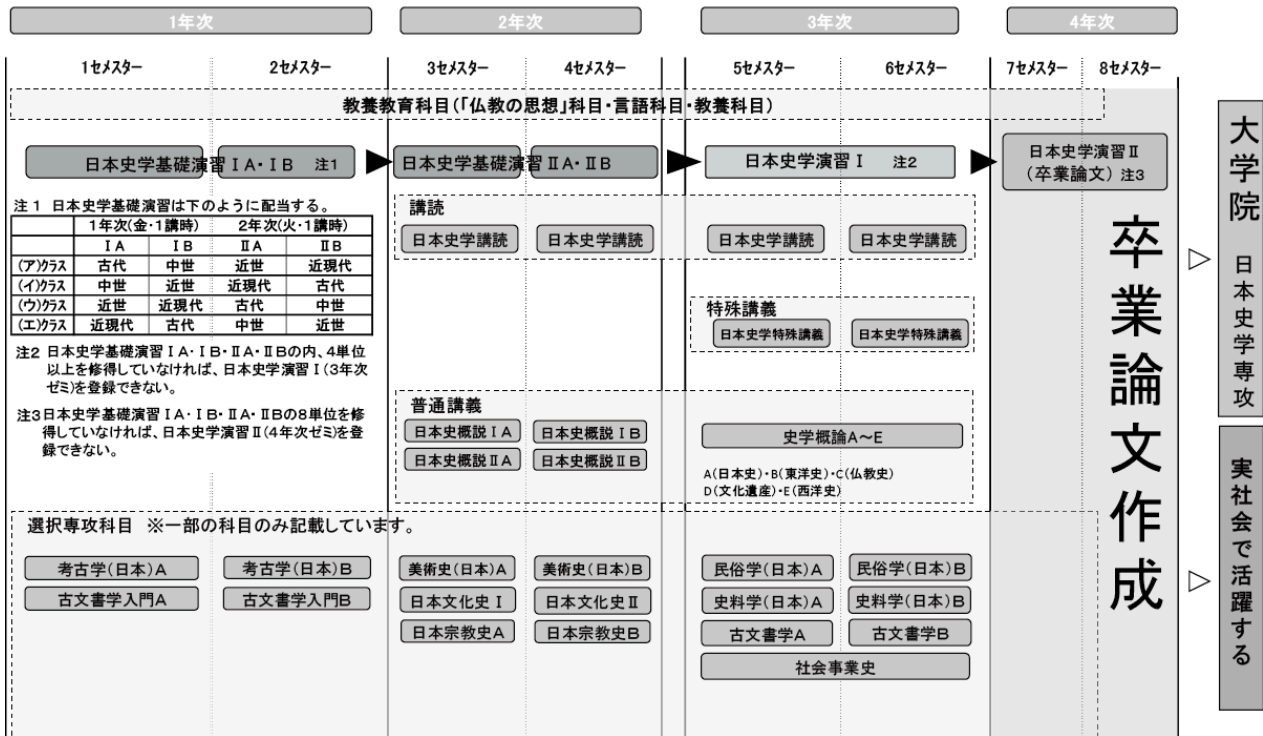 1年次 2年次 3年次 4年次
1セメスター 2セメスター 3セメスター 4セメスター 5セメスター 6セメスター 7セメスター 8セメスター
教養教育科目(「仏教の思想」科目・言語科目・教養科目)
日本史学基礎演習ⅠA・ⅠB 注1
日本史学基礎演習ⅡA・ⅡB
日本史学演習Ⅰ 注2
日本史学演習Ⅱ
(卒業論文) 注3
注1 日本史学基礎演習は下のように配当する。
1年次(金・1講時) 2年次(火・1講時)
ⅠA ⅠB ⅡA ⅡB
(ア)クラス 古代 中世 近世 近現代
(イ)クラス 中世 近世 近現代 古代
(ウ)クラス 近世 近現代 古代 中世
(エ)クラス 近現代 古代 中世 近世
注2 日本史学基礎演習ⅠA・ⅠB・ⅡA・ⅡBの内、4単位
以上を修得していなければ、日本史学演習Ⅰ(3年次
ゼミ)を登録できない。
注3日本史学基礎演習ⅠA・ⅠB・ⅡA・ⅡBの8単位を修
得していなければ、日本史学演習Ⅱ(4年次ゼミ)を登
録できない。
講読
日本史学講読 日本史学講読 日本史学講読 日本史学講読
特殊講義
日本史学特殊講義 日本史学特殊講義
普通講義
日本史概説ⅠA 日本史概説ⅠB
日本史概説ⅡA 日本史概説ⅡB
史学概論A~E
A(日本史)・B(東洋史)・C(仏教史)
D(文化遺産)・E(西洋史)
選択専攻科目 ※一部の科目のみ記載しています。
考古学(日本)A 考古学(日本)B 美術史(日本)A 美術史(日本)B 民俗学(日本)A 民俗学(日本)B
古文書学入門A 古文書学入門B 日本文化史Ⅰ 日本文化史Ⅱ 史料学(日本)A 史料学(日本)B
日本宗教史A 日本宗教史B 古文書学A 古文書学B
社会事業史
卒業論文作成
大学院 日本史学専攻
実社会で活躍する